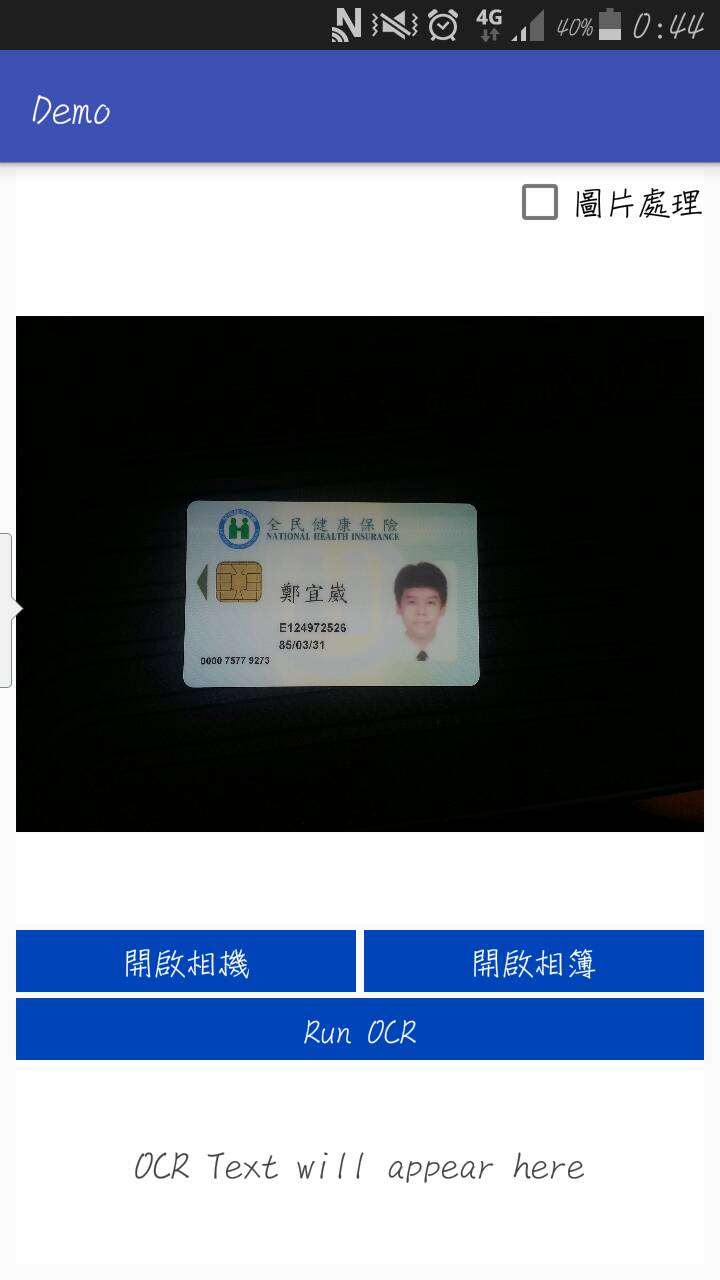 N 4G 40% 0:44
Demo
圖片處理
全民健康保險
NATIONAL HEALTH INSURANCE
鄭宜崴
E124972526
85/03/31
0000 7577 9273
開啟相機
開啟相簿
Run OCR
OCR Text will appear here